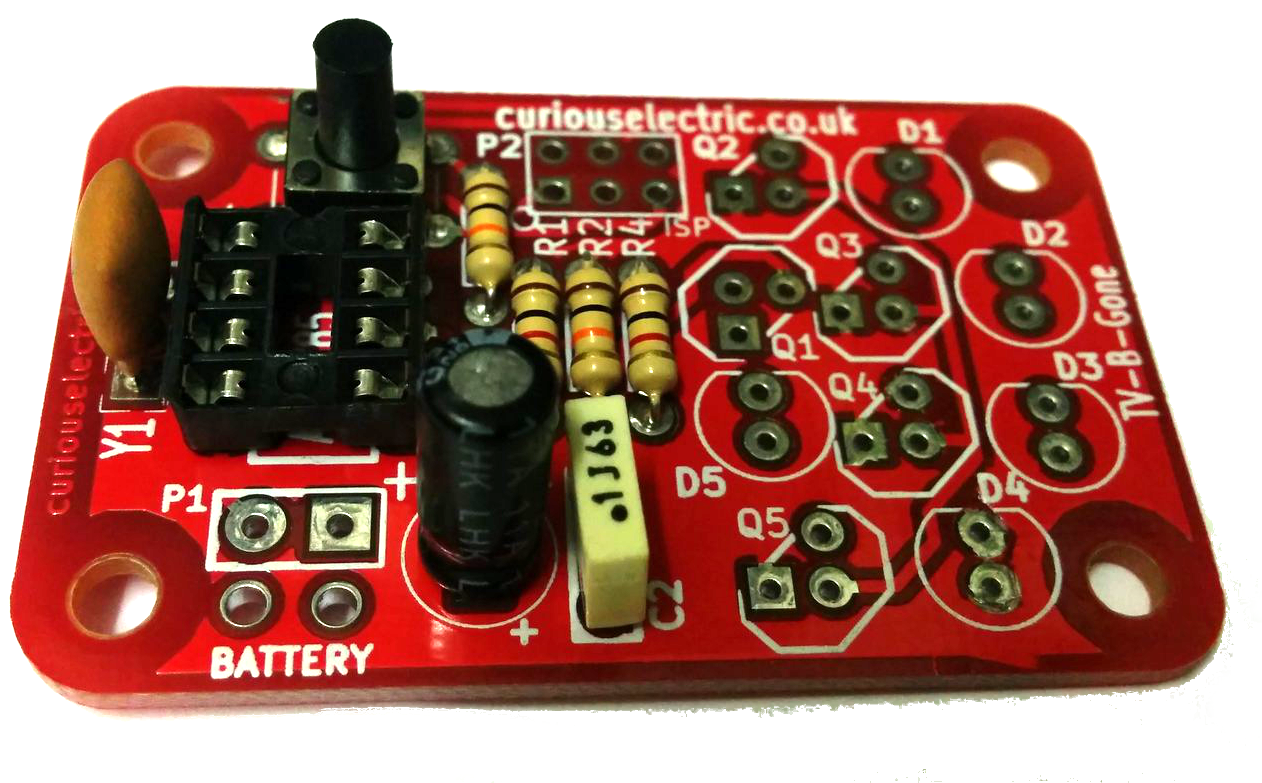 curiouselectric.co.uk
D1
P2
Q2
ISP
R1
R2
R4
Q3
D2
Q1
TV-B-Gone
Q4
D3
Y1
curiouselect
.1J63
D5
D4
P1
+
Q5
C2
+
BATTERY